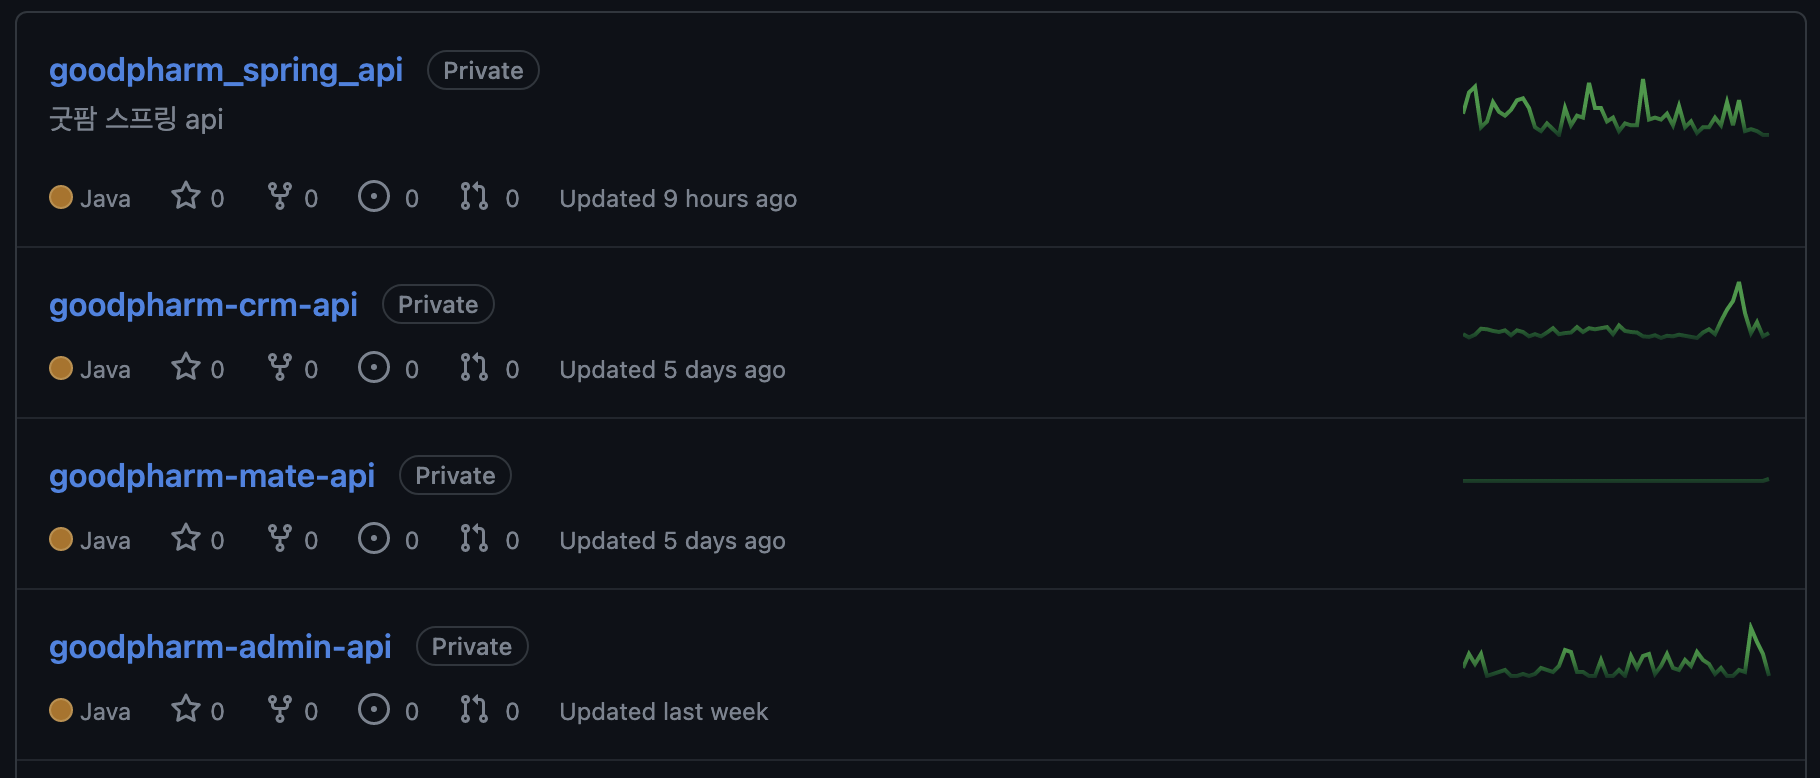 goodpharm_spring_api Private
굿팜 스프링 api
Java 0 0 0 0 Updated 9 hours ago
goodpharm-crm-api Private
Java 0 0 0 0 Updated 5 days ago
goodpharm-mate-api Private
Java 0 0 0 0 Updated 5 days ago
goodpharm-admin-api Private
Java 0 0 0 0 Updated last week